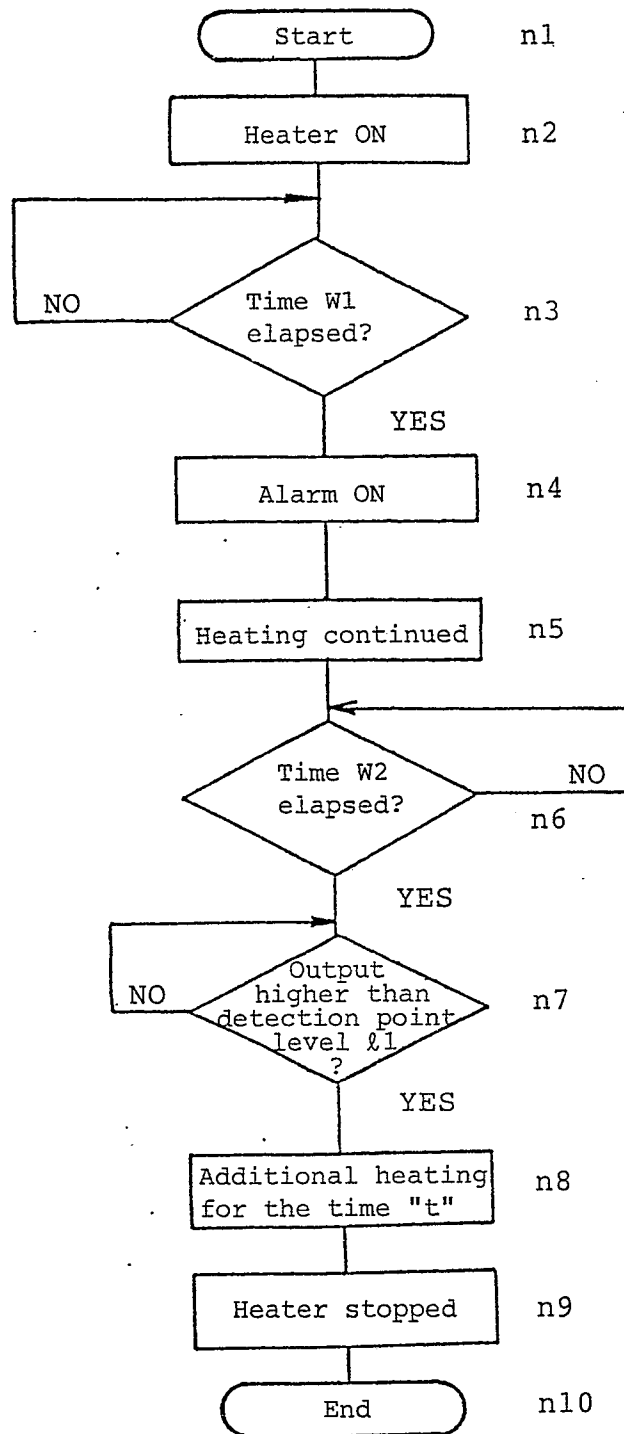 Start
n1
Heater ON
n2
NO
Time W1
elapsed?
n3
YES
Alarm ON
n4
Heating continued
n5
Time W2
elapsed?
NO
n6
YES
NO
Output
higher than
detection point
level ℓ1
?
n7
YES
Additional heating
for the time "t"
n8
Heater stopped
n9
End
n10